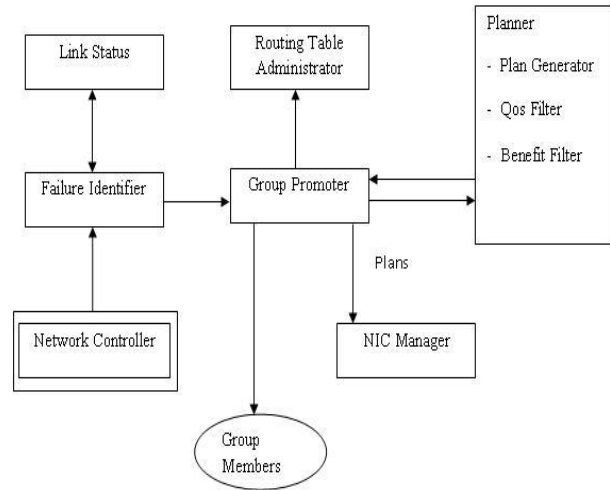 Link Status
Routing Table
Administrator
Planner
- Plan Generator
- Qos Filter
- Benefit Filter
Failure Identifier
Group Promoter
Plans
Network Controller
NIC Manager
Group
Members